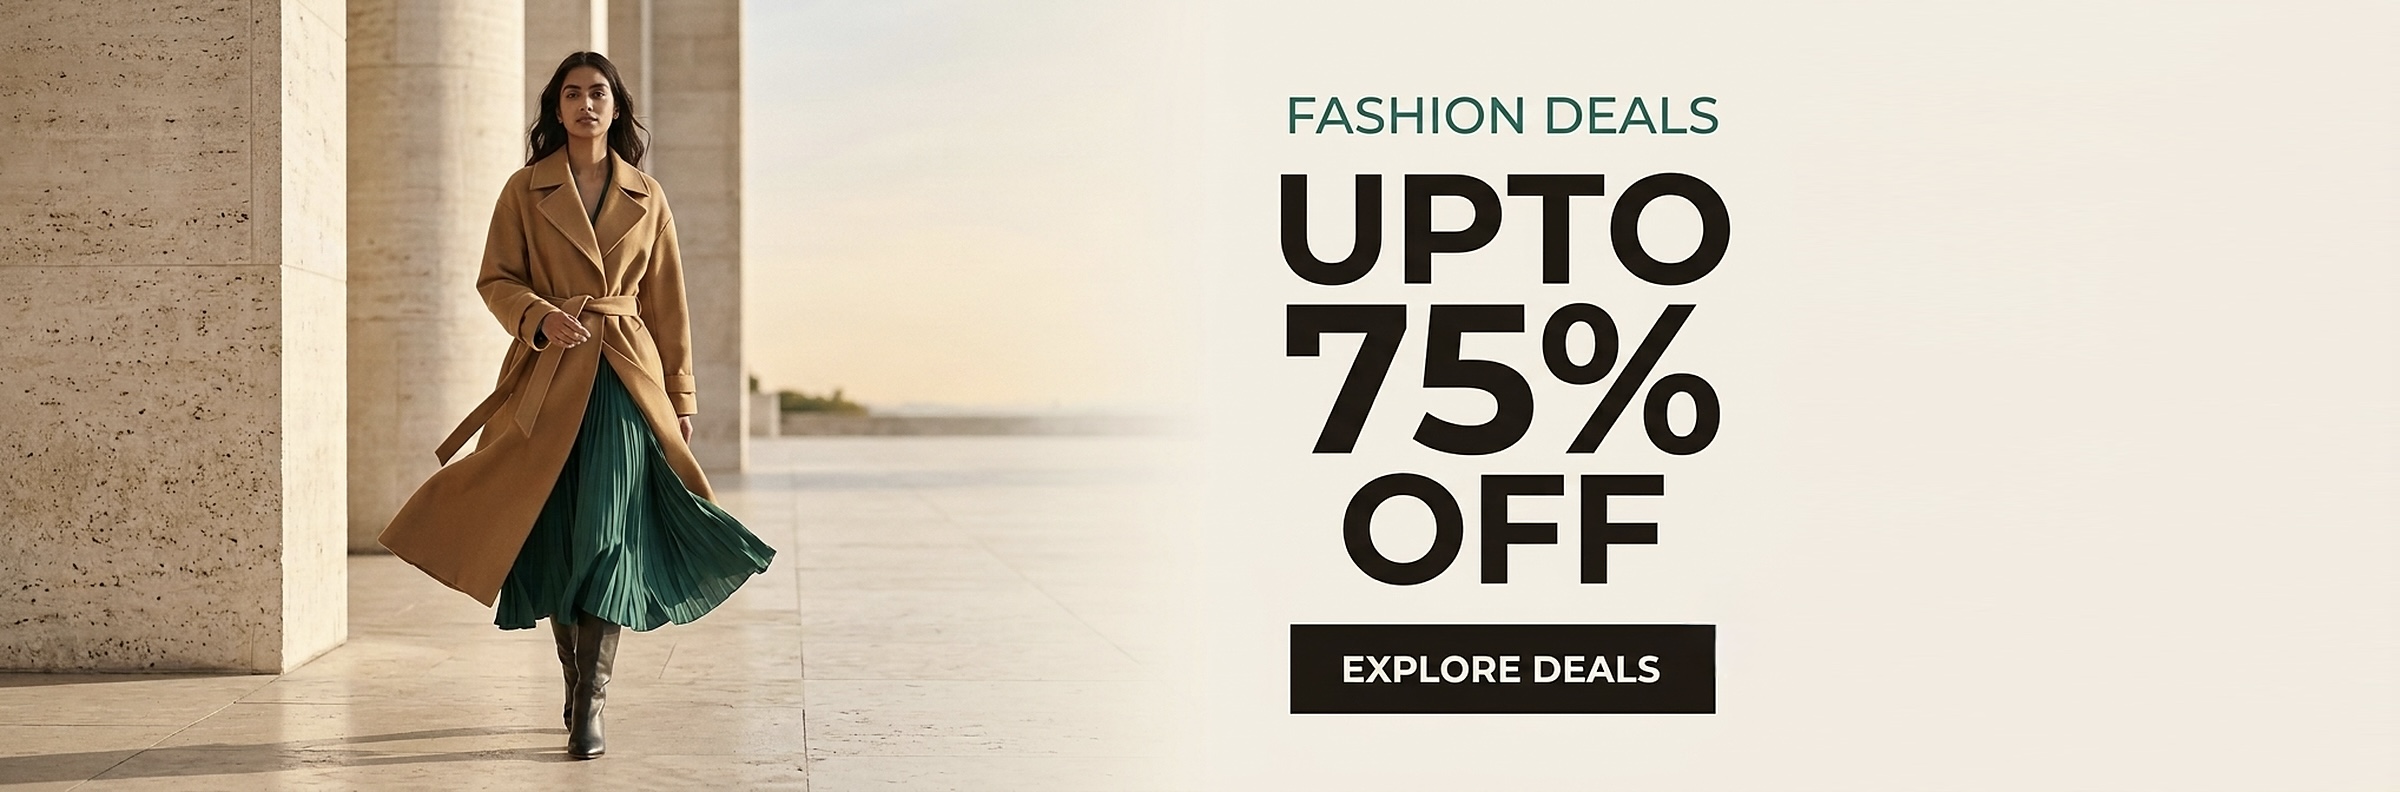 FASHION DEALS
UPTO
75%
OFF
EXPLORE DEALS